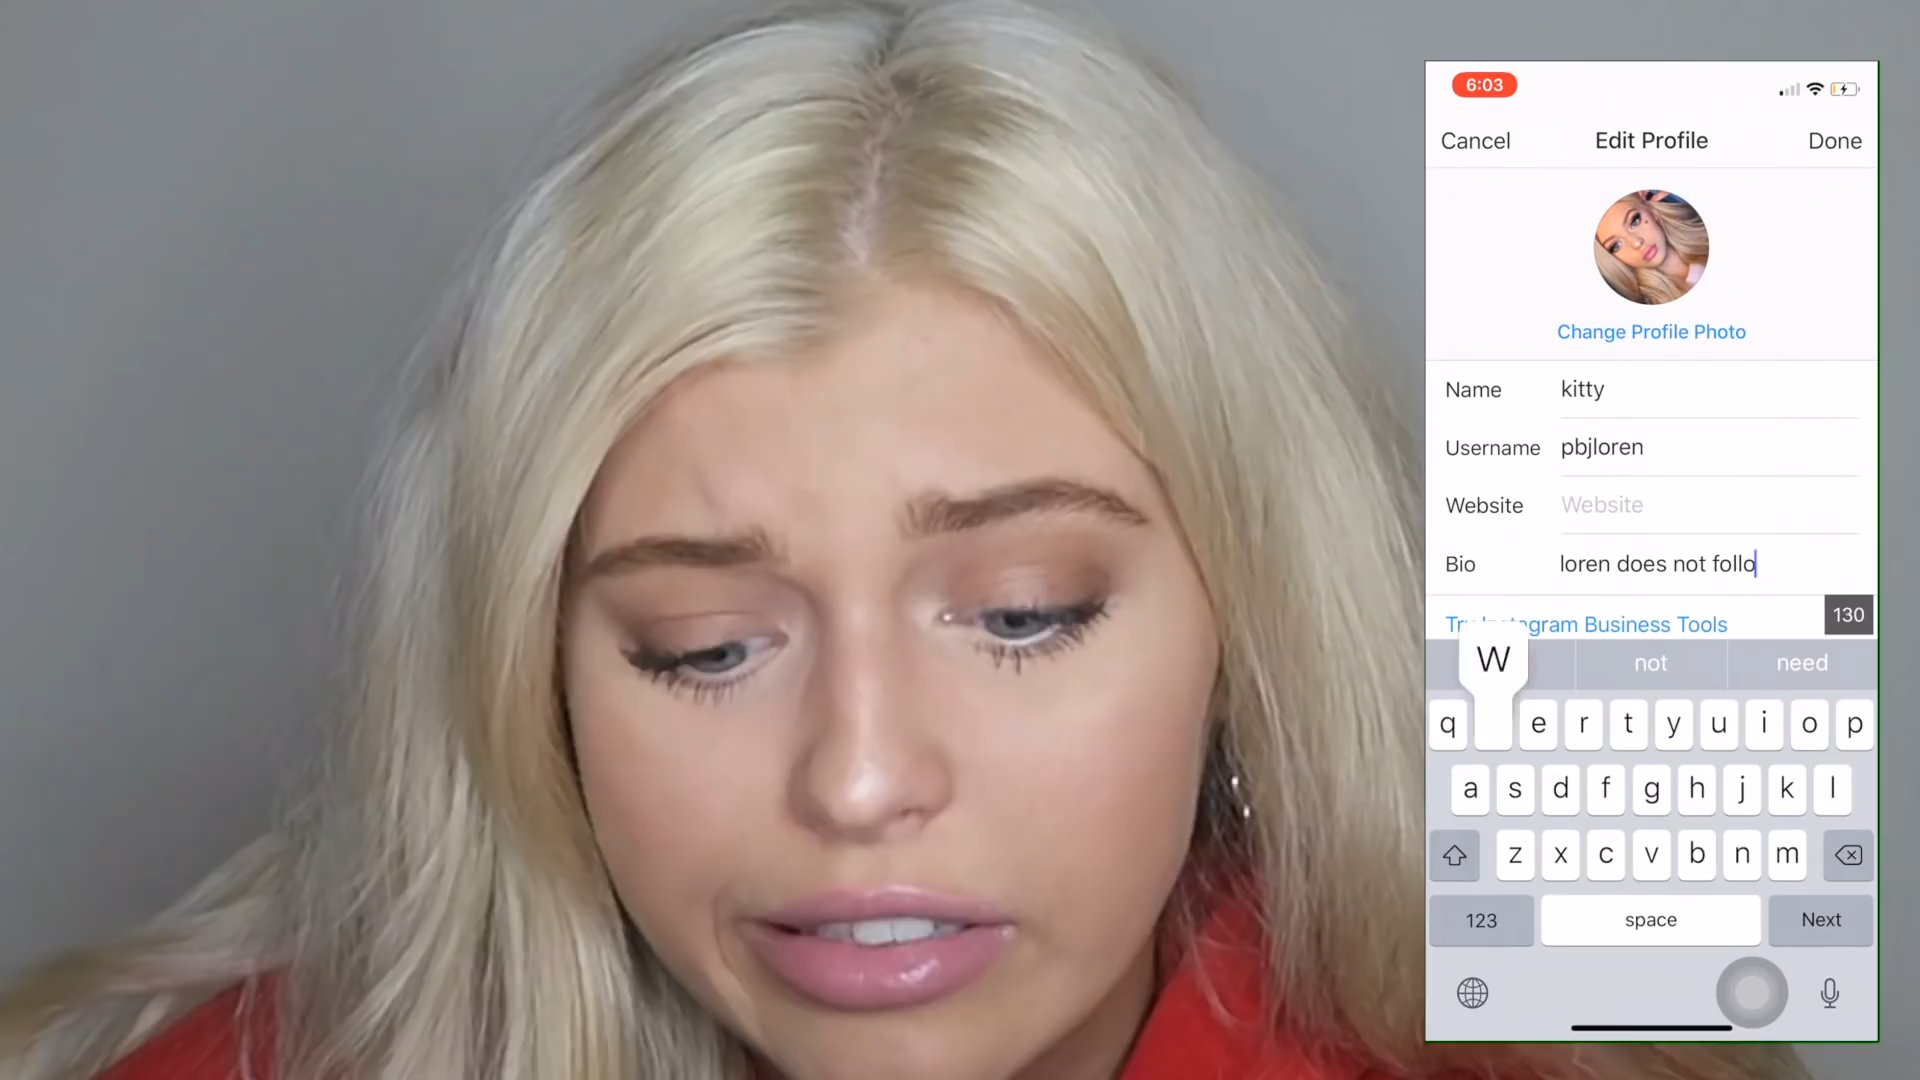 6:03
Cancel Edit Profile Done
Change Profile Photo
Name kitty
Username pbjloren
Website Website
Bio loren does not follo
130
Instagram Business Tools
W not need
q e r t y u i o p
a s d f g h j k l
z x c v b n m
123 space Next